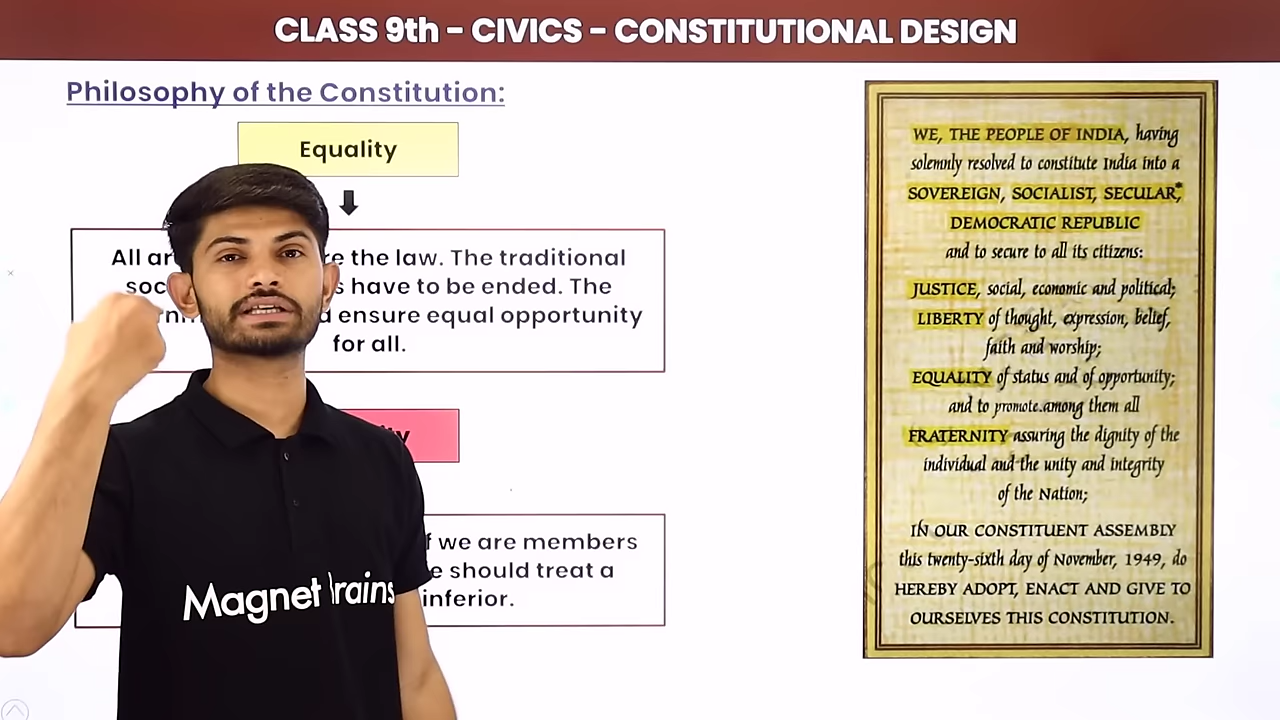 CLASS 9th - CIVICS - CONSTITUTIONAL DESIGN
Philosophy of the Constitution:
Equality
All the law. The traditional
have to be ended. The
ensure equal opportunity
for all.
we are members
should treat a
inferior.
Magnet
WE, THE PEOPLE OF INDIA, having
solemnly resolved to constitute India into a
SOVEREIGN, SOCIALIST, SECULAR,*
DEMOCRATIC REPUBLIC
and to secure to all its citizens:
JUSTICE, social, economic and political;
LIBERTY of thought, expression, belief,
faith and worship;
EQUALITY of status and of opportunity;
and to promote among them all
FRATERNITY assuring the dignity of the
individual and the unity and integrity
of the Nation;
IN OUR CONSTITUENT ASSEMBLY
this twenty-sixth day of November, 1949, do
HEREBY ADOPT, ENACT AND GIVE TO
OURSELVES THIS CONSTITUTION.